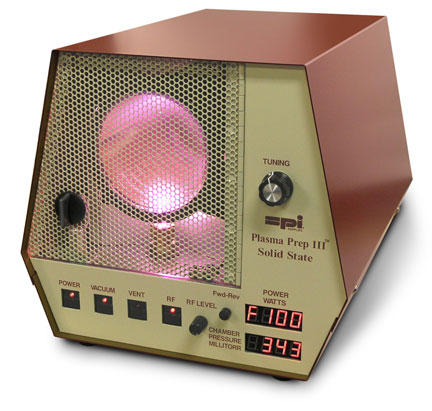 TUNING
spi
SUPPLIES
Plasma Prep III™
Solid State
POWER
VACUUM
VENT
RF
RF LEVEL
Fwd-Rev
POWER
WATTS
F100
CHAMBER
PRESSURE
MILLITORR
343